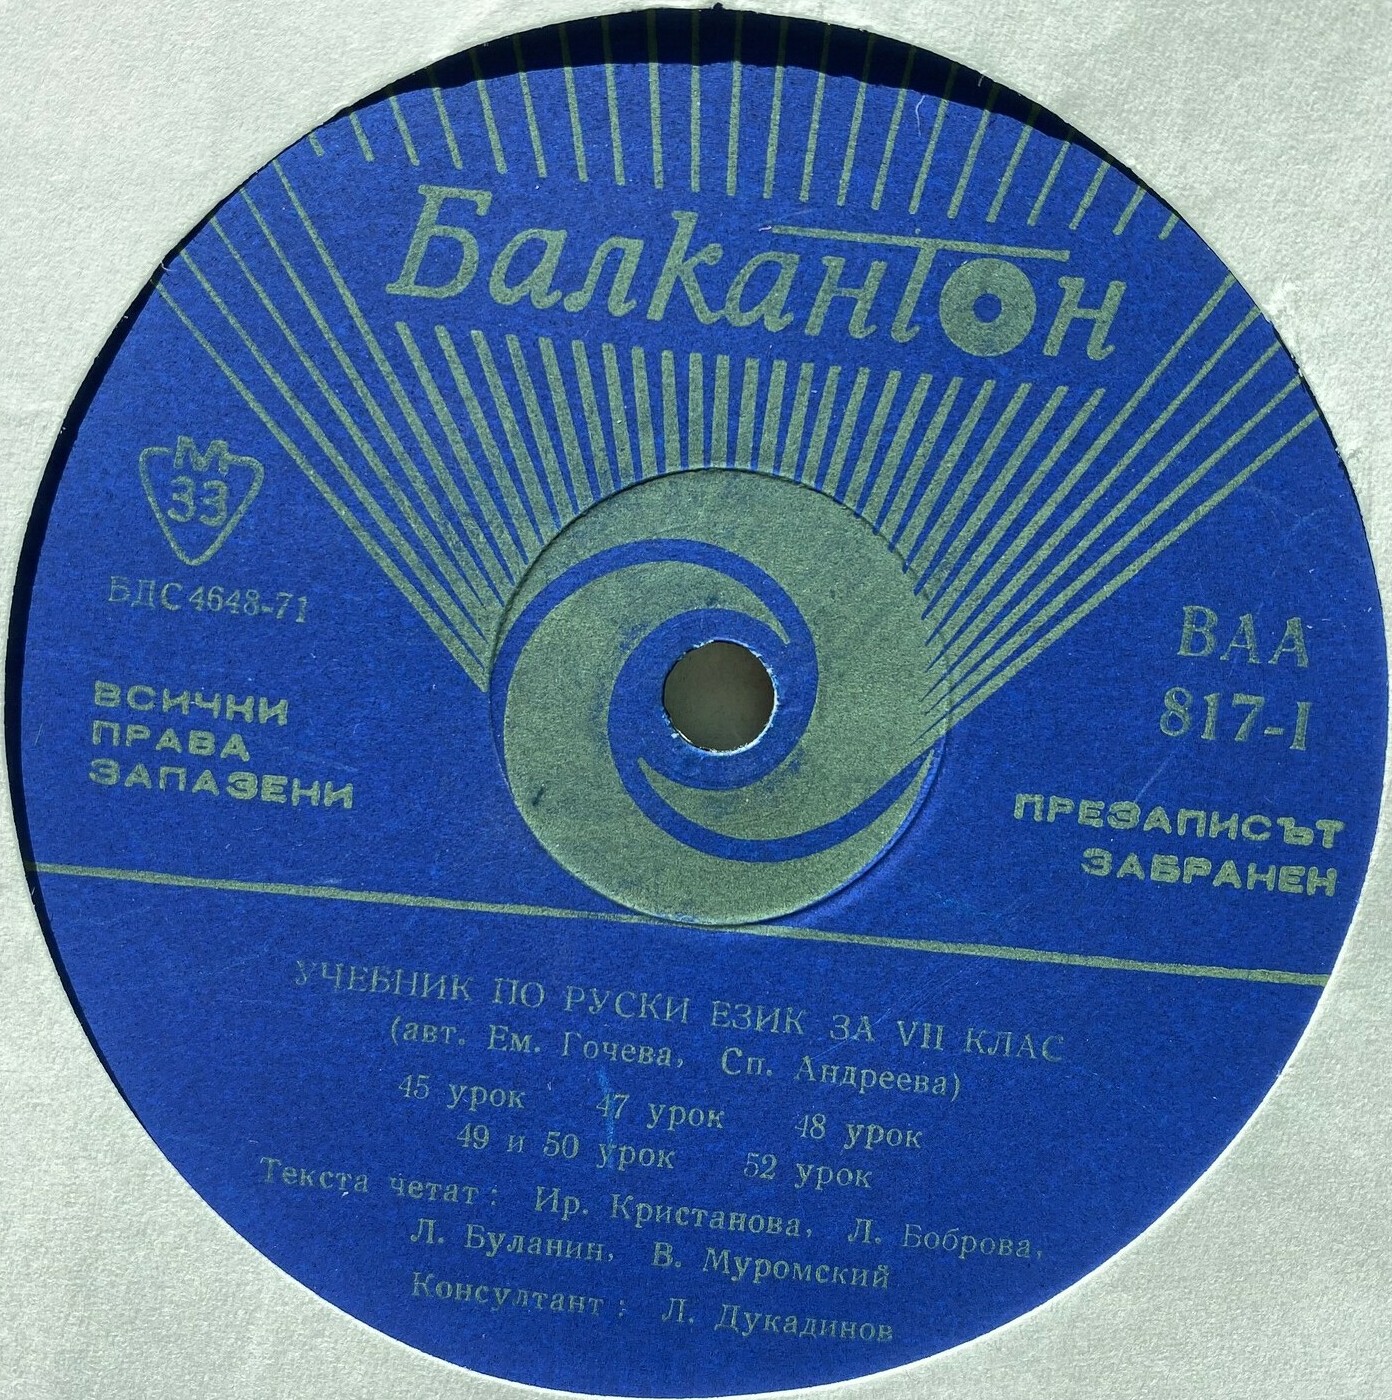 Балкантон
М
33
БДС 4648-71
ВСИЧКИ
ПРАВА
ЗАПАЗЕНИ
ВАА
817-I
ПРЕЗАПИСЪТ
ЗАБРАНЕН
УЧЕБНИК ПО РУСКИ ЕЗИК ЗА VII КЛАС
(авт. Ем. Гочева, Сп. Андреева)
45 урок 47 урок 48 урок
49 и 50 урок 52 урок
Текста четат: Ир. Кристанова, Л. Боброва,
Л. Буланин, В. Муромский
Консултант: Л. Дукадинов